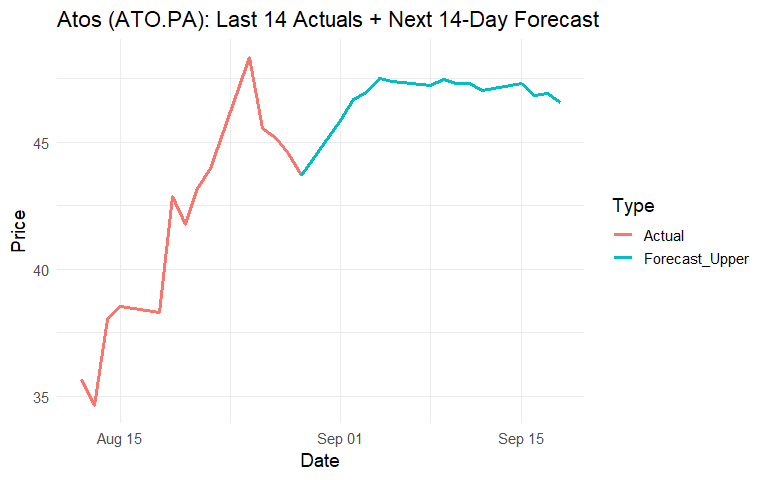 Atos (ATO.PA): Last 14 Actuals + Next 14-Day Forecast
Price
45
40
35
Aug 15
Sep 01
Sep 15
Date
Type
Actual
Forecast_Upper